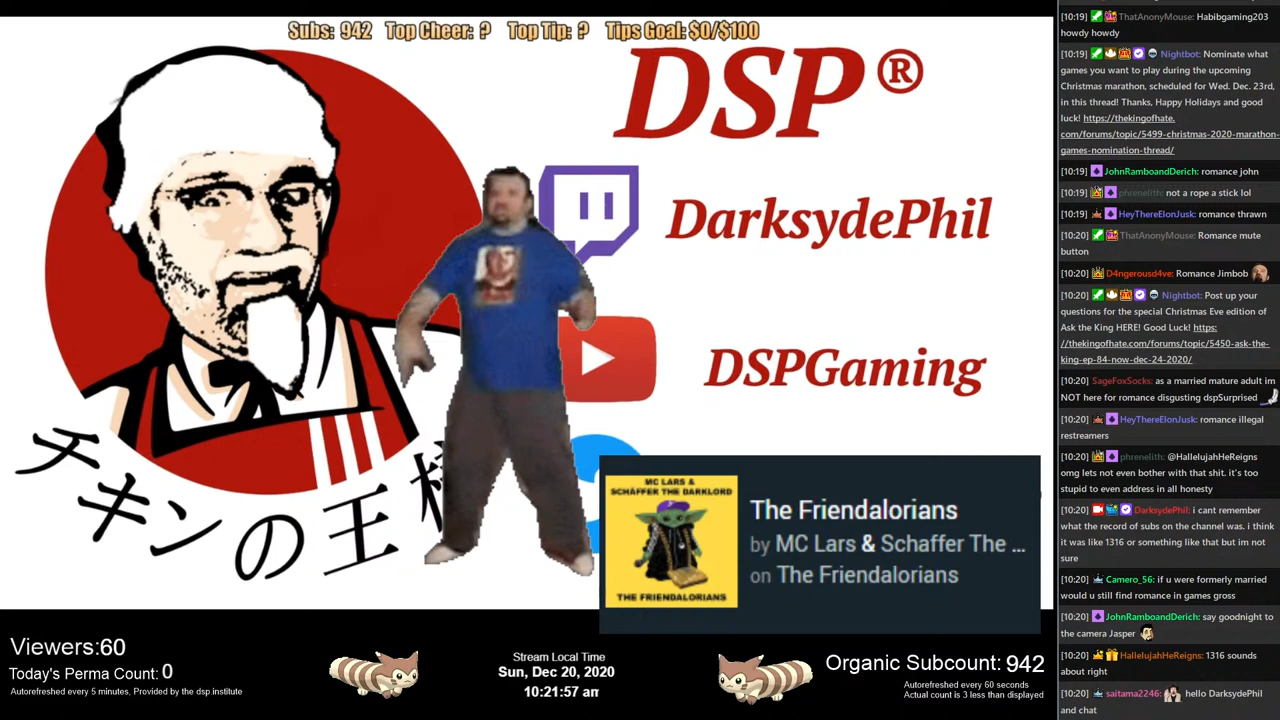 Subs: 942 Top Cheer: ? Top Tip: ? Tips Goal: $0/$100
DSP®
DarksydePhil
DSPGaming
チキンの王様
MC LARS &
SCHÄFFER THE DARKLORD
THE FRIENDALORIANS
The Friendalorians
by MC Lars & Schaffer The ...
on The Friendalorians
Viewers:60
Today's Perma Count: 0
Autorefreshed every 5 minutes, Provided by the dsp institute
Stream Local Time
Sun, Dec 20, 2020
10:21:57 am
Organic Subcount: 942
Autorefreshed every 60 seconds
Actual count is 3 less than displayed
[10:19] ThatAnonyMouse: Habibgaming203
howdy howdy
[10:19] Nightbot: Nominate what
games you want to play during the upcoming
Christmas marathon, scheduled for Wed. Dec. 23rd,
in this thread! Thanks, Happy Holidays and good
luck! https://thekingofhate.
com/forums/topic/5499-christmas-2020-marathon-
games-nomination-thread/
[10:19] JohnRamboandDerich: romance john
[10:19] phrenelith: not a rope a stick lol
[10:19] HeyThereElonJusk: romance thrawn
[10:20] ThatAnonyMouse: Romance mute
button
[10:20] D4ngerousd4ve: Romance Jimbob
[10:20] Nightbot: Post up your
questions for the special Christmas Eve edition of
Ask the King HERE! Good Luck! https:
//thekingofhate.com/forums/topic/5450-ask-the-
king-ep-84-now-dec-24-2020/
[10:20] SageFoxSocks: as a married mature adult im
NOT here for romance disgusting dspSurprised
[10:20] HeyThereElonJusk: romance illegal
restreamers
[10:20] phrenelith: @HallelujahHeReigns
omg lets not even bother with that shit. it's too
stupid to even address in all honesty
[10:20] DarksydePhil: i cant remember
what the record of subs on the channel was. i think
it was like 1316 or something like that but im not
sure
[10:20] Camero_56: if u were formerly married
would u still find romance in games gross
[10:20] JohnRamboandDerich: say goodnight to
the camera Jasper
[10:20] HallelujahHeReigns: 1316 sounds
about right
[10:20] saitama2246: hello DarksydePhil
and chat